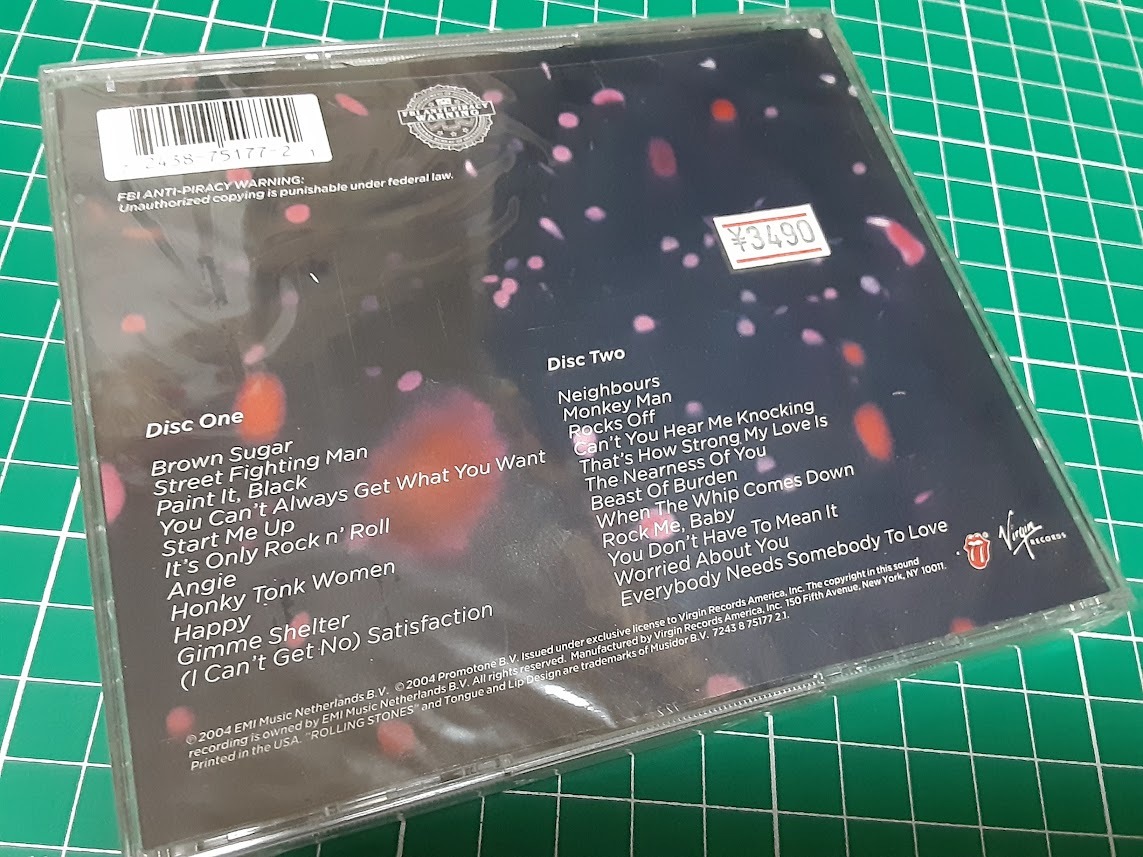 2438-75177-2
FBI ANTI-PIRACY
WARNING
FBI ANTI-PIRACY WARNING:
Unauthorized copying is punishable under federal law.
¥3490
Disc One
Brown Sugar
Street Fighting Man
Paint It, Black
You Can't Always Get What You Want
Start Me Up
It's Only Rock n' Roll
Angie
Honky Tonk Women
Happy
Gimme Shelter
(I Can't Get No) Satisfaction
Disc Two
Neighbours
Monkey Man
Rocks Off
Can't You Hear Me Knocking
That's How Strong My Love Is
The Nearness Of You
Beast Of Burden
When The Whip Comes Down
Rock Me, Baby
You Don't Have To Mean It
Worried About You
Everybody Needs Somebody To Love
Virgin
RECORDS
℗2004 EMI Music Netherlands B.V. ©2004 Promotone B.V. Issued under exclusive license to Virgin Records America, Inc. The copyright in this sound
recording is owned by EMI Music Netherlands B.V. All rights reserved. Manufactured by Virgin Records America, Inc. 150 Fifth Avenue, New York, NY 10011.
Printed in the USA. "ROLLING STONES" and Tongue and Lip Design are trademarks of Musidor B.V. 7243 8 75177 2 1.